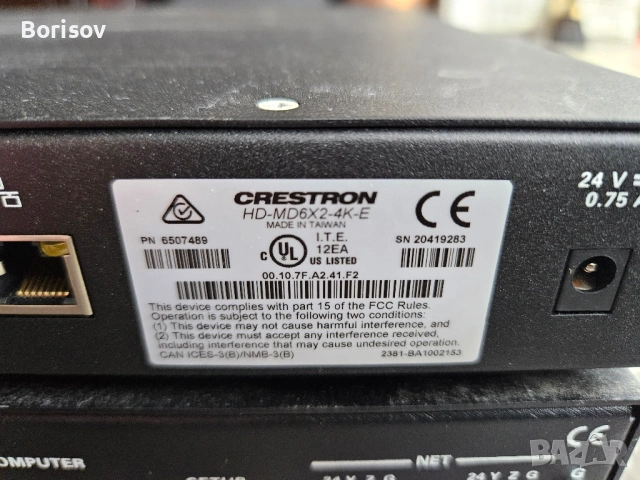 Borisov
CRESTRON
HD-MD6X2-4K-E
MADE IN TAIWAN
CE
24 V
0.75 A
PN 6507489
I.T.E.
12EA
C UL US LISTED
SN 20419283
00.10.7F.A2.41.F2
This device complies with part 15 of the FCC Rules.
Operation is subject to the following two conditions:
(1) This device may not cause harmful interference, and
(2) This device must accept any interference received,
including interference that may cause undesired operation.
CAN ICES-3(B)/NMB-3(B)
2381-BA1002153
CE
COMPUTER
SETUP
NET
24 V Z G
24 V Z G
G
bazar